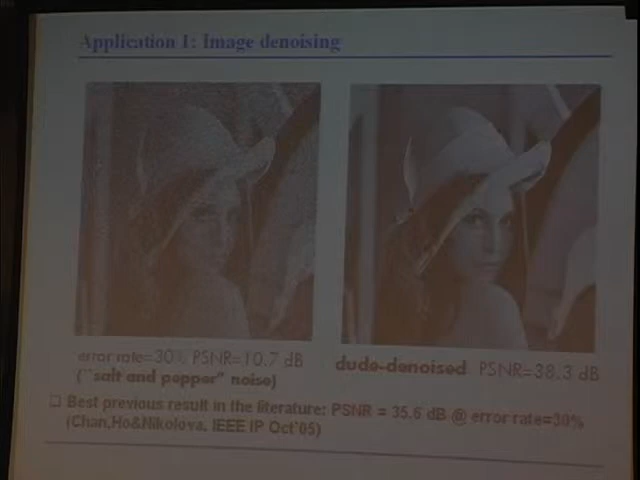 Application 1: Image denoising
error rate=30% PSNR=10.7 dB
(``salt and pepper" noise)
dude-denoised PSNR=38.3 dB
❑ Best previous result in the literature: PSNR = 35.6 dB @ error rate=30%
(Chan,Ho&Nikolova, IEEE IP Oct'05)